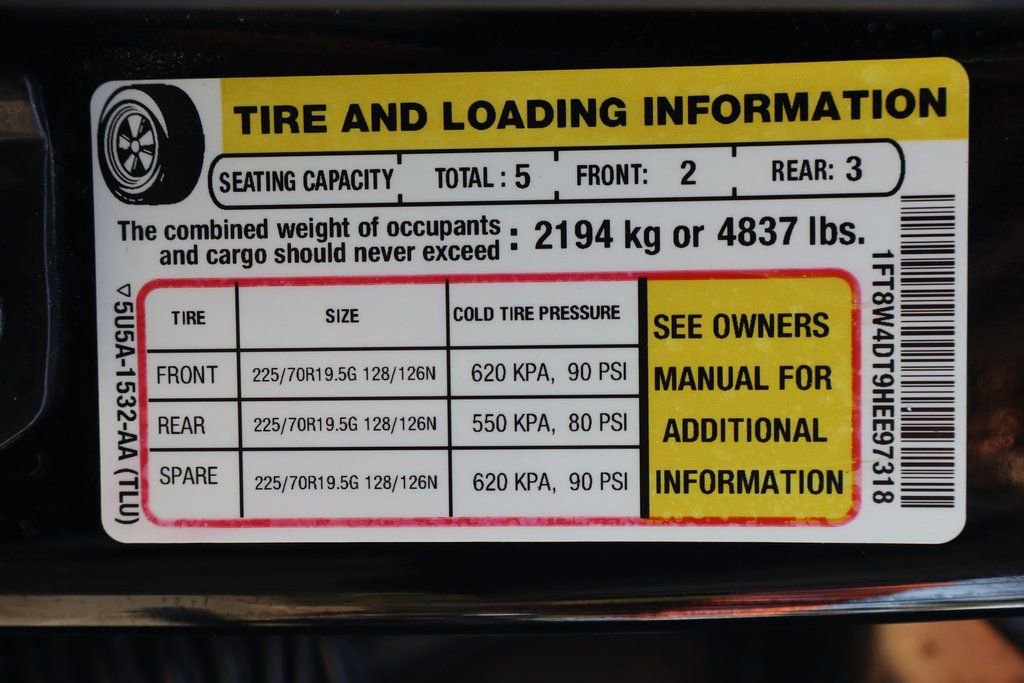 TIRE AND LOADING INFORMATION
SEATING CAPACITY TOTAL : 5 FRONT: 2 REAR: 3
The combined weight of occupants
and cargo should never exceed : 2194 kg or 4837 lbs.
TIRE SIZE COLD TIRE PRESSURE
FRONT 225/70R19.5G 128/126N 620 KPA, 90 PSI
REAR 225/70R19.5G 128/126N 550 KPA, 80 PSI
SPARE 225/70R19.5G 128/126N 620 KPA, 90 PSI
SEE OWNERS
MANUAL FOR
ADDITIONAL
INFORMATION
▽5U5A-1532-AA (TLU)
1FT8W4DT9HEE97318